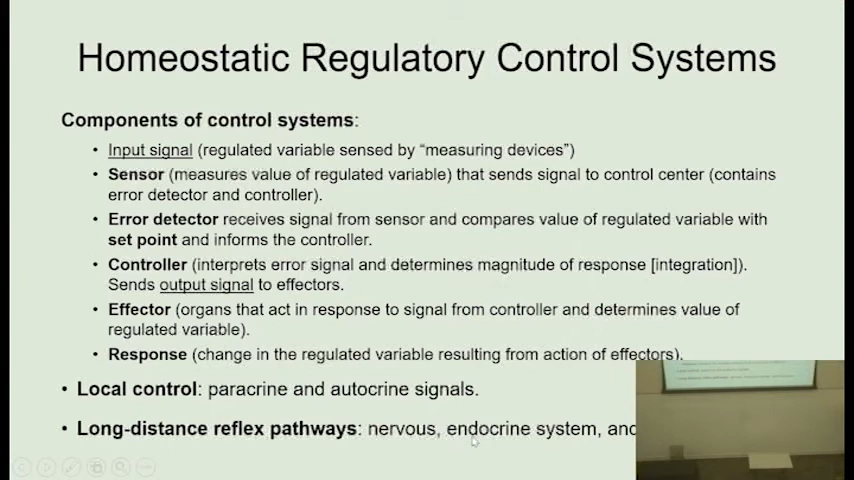 Homeostatic Regulatory Control Systems
Components of control systems:
• Input signal (regulated variable sensed by “measuring devices”)
• Sensor (measures value of regulated variable) that sends signal to control center (contains
error detector and controller).
• Error detector receives signal from sensor and compares value of regulated variable with
set point and informs the controller.
• Controller (interprets error signal and determines magnitude of response [integration]).
Sends output signal to effectors.
• Effector (organs that act in response to signal from controller and determines value of
regulated variable).
• Response (change in the regulated variable resulting from action of effectors).
• Local control: paracrine and autocrine signals.
• Long-distance reflex pathways: nervous, endocrine system, and